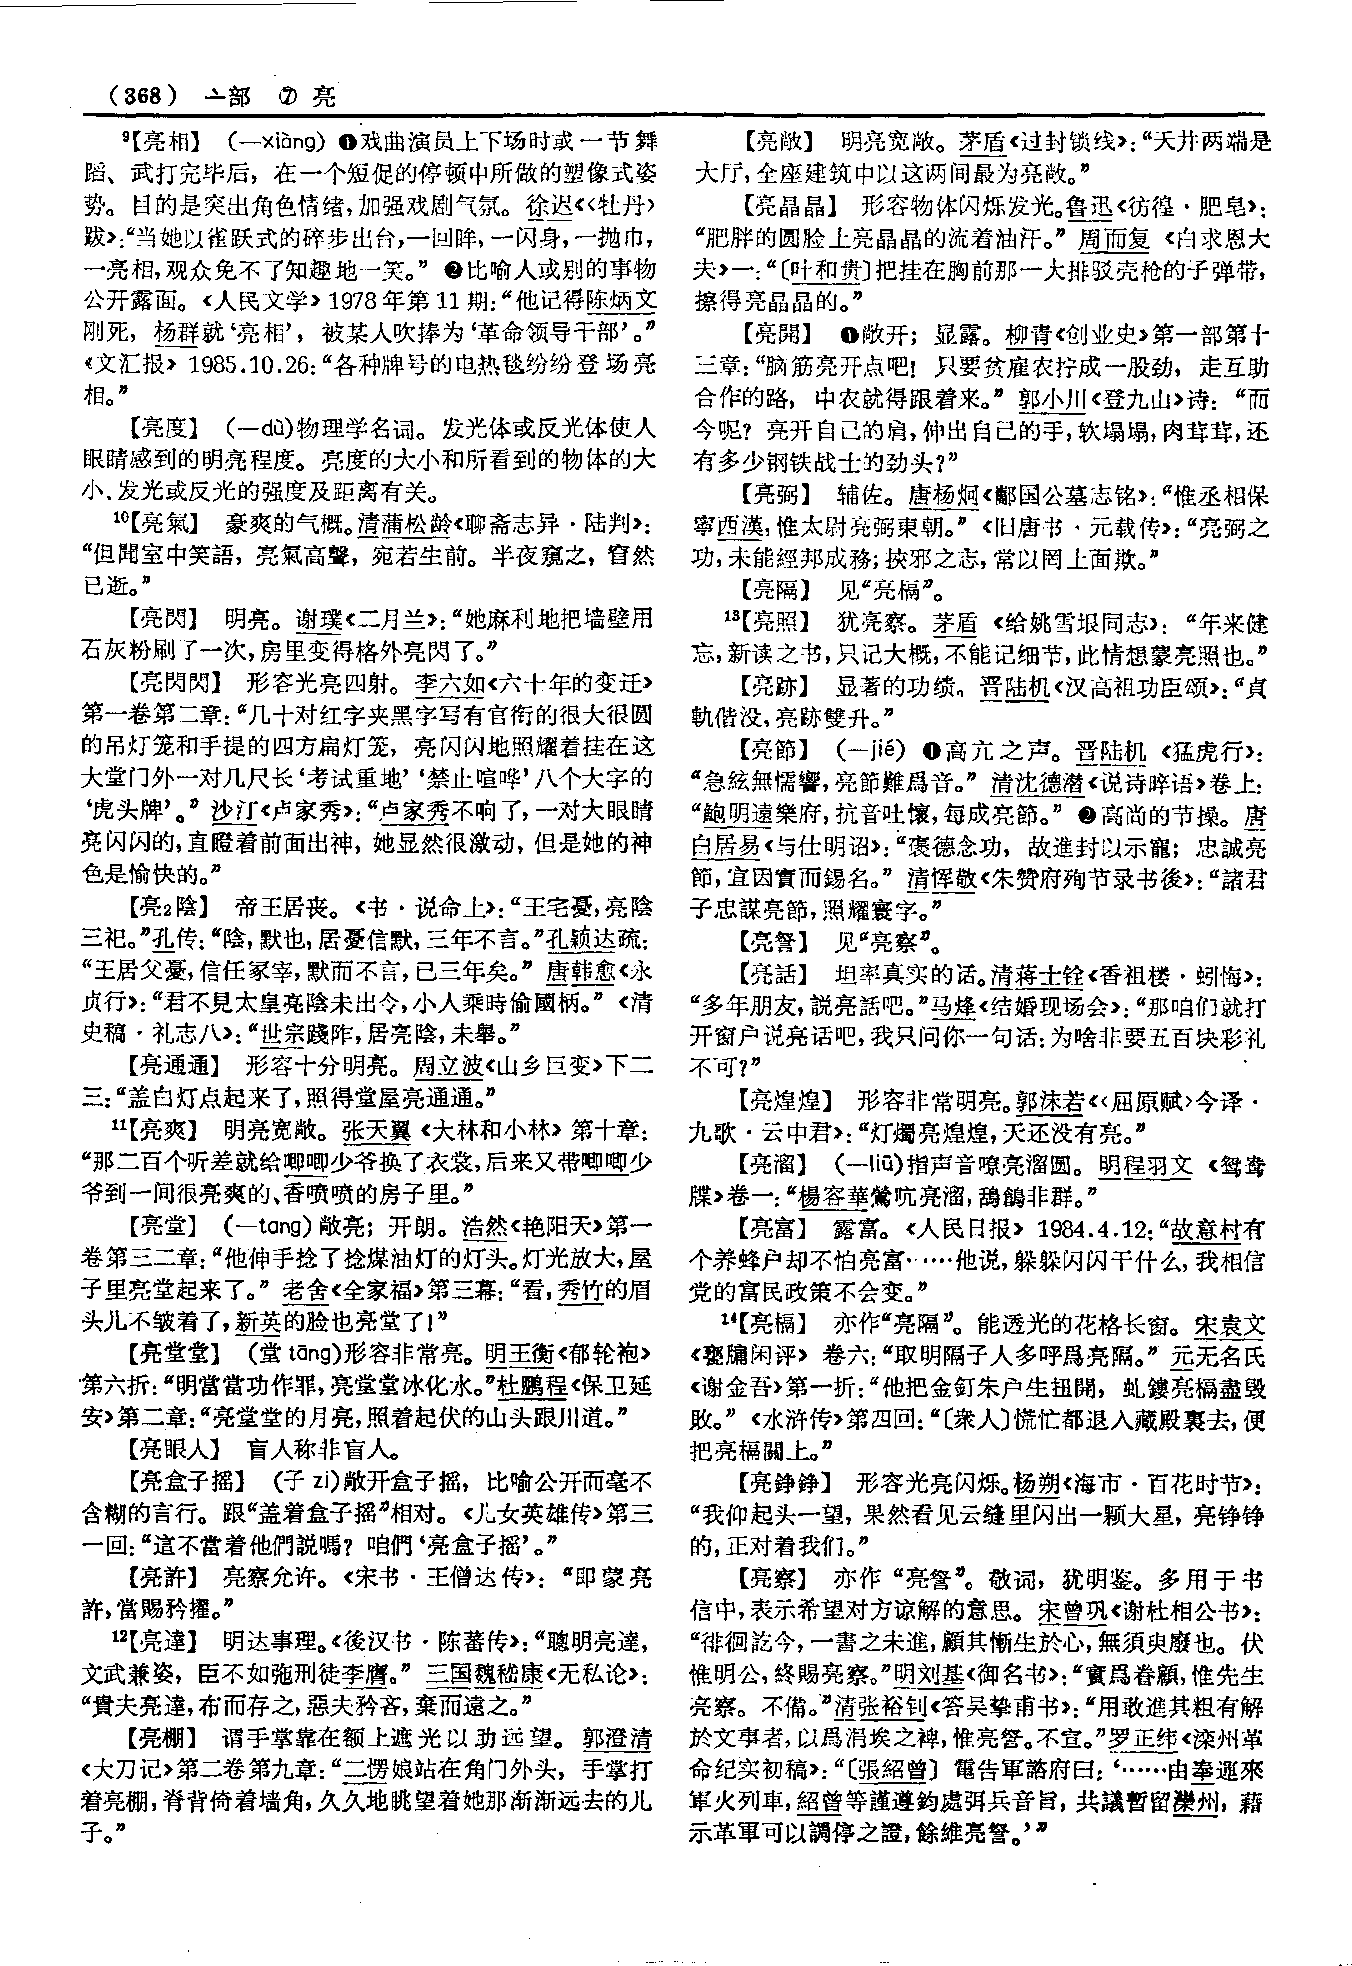 （368） 亠部 ⑦ 亮
⁹【亮相】 （—xiàng）❶戏曲演员上下场时或一节舞
蹈、武打完毕后，在一个短促的停顿中所做的塑像式姿
势。目的是突出角色情绪，加强戏剧气氛。徐迟《〈牡丹〉
跋》：“当她以雀跃式的碎步出台，一回眸，一闪身，一抛巾，
一亮相，观众免不了知趣地一笑。” ❷比喻人或别的事物
公开露面。《人民文学》1978年第11期：“他记得陈炳文
刚死，杨群就‘亮相’，被某人吹捧为‘革命领导干部’。”
《文汇报》1985.10.26：“各种牌号的电热毯纷纷登场亮
相。”
【亮度】 （—dù）物理学名词。发光体或反光体使人
眼睛感到的明亮程度。亮度的大小和所看到的物体的大
小、发光或反光的强度及距离有关。
¹⁰【亮氣】 豪爽的气概。清蒲松龄《聊斋志异·陆判》：
“但聞室中笑語，亮氣高聲，宛若生前。半夜窺之，窅然
已逝。”
【亮閃】 明亮。谢璞《二月兰》：“她麻利地把墙壁用
石灰粉刷了一次，房里变得格外亮閃了。”
【亮閃閃】 形容光亮四射。李六如《六十年的变迁》
第一卷第二章：“几十对红字夹黑字写有官衔的很大很圆
的吊灯笼和手提的四方扁灯笼，亮闪闪地照耀着挂在这
大堂门外一对几尺长‘考试重地’‘禁止喧哗’八个大字的
‘虎头牌’。” 沙汀《卢家秀》：“卢家秀不响了，一对大眼睛
亮闪闪的，直瞪着前面出神，她显然很激动，但是她的神
色是愉快的。”
【亮₂陰】 帝王居丧。《书·说命上》：“王宅憂，亮陰
三祀。”孔传：“陰，默也，居憂信默，三年不言。”孔颖达疏：
“王居父憂，信任冢宰，默而不言，已三年矣。” 唐韩愈《永
贞行》：“君不見太皇亮陰未出令，小人乘時偷國柄。”《清
史稿·礼志八》：“世宗踐阼，居亮陰，未舉。”
【亮通通】 形容十分明亮。周立波《山乡巨变》下二
三：“盖白灯点起来了，照得堂屋亮通通。”
¹¹【亮爽】 明亮宽敞。张天翼《大林和小林》第十章：
“那二百个听差就给唧唧少爷换了衣裳，后来又带唧唧少
爷到一间很亮爽的、香喷喷的房子里。”
【亮堂】 （—tang）敞亮；开朗。浩然《艳阳天》第一
卷第三二章：“他伸手捻了捻煤油灯的灯头。灯光放大，屋
子里亮堂起来了。” 老舍《全家福》第三幕：“看，秀竹的眉
头儿不皱着了，新英的脸也亮堂了！”
【亮堂堂】 （堂 tāng）形容非常亮。明王衡《郁轮袍》
第六折：“明當當功作罪，亮堂堂冰化水。”杜鹏程《保卫延
安》第二章：“亮堂堂的月亮，照着起伏的山头跟川道。”
【亮眼人】 盲人称非盲人。
【亮盒子摇】 （子 zi）敞开盒子摇，比喻公开而毫不
含糊的言行。跟“盖着盒子摇”相对。《儿女英雄传》第三
一回：“這不當着他們説嗎？咱們‘亮盒子摇’。”
【亮許】 亮察允许。《宋书·王僧达传》：“即蒙亮
許，當賜矜擢。”
¹²【亮達】 明达事理。《後汉书·陈蕃传》：“聰明亮達，
文武兼姿，臣不如弛刑徒李膺。” 三国魏嵇康《无私论》：
“貴夫亮達，布而存之，惡夫矜吝，棄而遠之。”
【亮棚】 谓手掌靠在额上遮光以助远望。郭澄清
《大刀记》第二卷第九章：“二愣娘站在角门外头，手掌打
着亮棚，脊背倚着墙角，久久地眺望着她那渐渐远去的儿
子。”
【亮敞】 明亮宽敞。茅盾《过封锁线》：“天井两端是
大厅，全座建筑中以这两间最为亮敞。”
【亮晶晶】 形容物体闪烁发光。鲁迅《彷徨·肥皂》：
“肥胖的圆脸上亮晶晶的流着油汗。” 周而复《白求恩大
夫》一：“〔叶和贵〕把挂在胸前那一大排驳壳枪的子弹带，
擦得亮晶晶的。”
【亮開】 ❶敞开；显露。柳青《创业史》第一部第十
三章：“脑筋亮开点吧！只要贫雇农拧成一股劲，走互助
合作的路，中农就得跟着来。” 郭小川《登九山》诗：“而
今呢？亮开自己的肩，伸出自己的手，软塌塌，肉茸茸，还
有多少钢铁战士的劲头？”
【亮弼】 辅佐。唐杨炯《酅国公墓志铭》：“惟丞相保
寧西漢，惟太尉亮弼東朝。”《旧唐书·元载传》：“亮弼之
功，未能經邦成務；挾邪之志，常以罔上面欺。”
【亮隔】 见“亮槅”。
¹³【亮照】 犹亮察。茅盾《给姚雪垠同志》：“年来健
忘，新读之书，只记大概，不能记细节，此情想蒙亮照也。”
【亮跡】 显著的功绩。晋陆机《汉高祖功臣颂》：“貞
軌偕没，亮跡雙升。”
【亮節】 （—jié）❶高亢之声。晋陆机《猛虎行》：
“急絃無懦響，亮節難爲音。” 清沈德潜《说诗晬语》卷上：
“鮑明遠樂府，抗音吐懷，每成亮節。” ❷高尚的节操。唐
白居易《与仕明诏》：“褒德念功，故進封以示寵；忠誠亮
節，宜因實而錫名。” 清恽敬《朱赞府殉节录书後》：“諸君
子忠謀亮節，照耀寰字。”
【亮詧】 见“亮察”。
【亮話】 坦率真实的话。清蒋士铨《香祖楼·蚓悔》：
“多年朋友，説亮話吧。”马烽《结婚现场会》：“那咱们就打
开窗户说亮话吧，我只问你一句话：为啥非要五百块彩礼
不可？”
【亮煌煌】 形容非常明亮。郭沫若《〈屈原赋〉今译·
九歌·云中君》：“灯燭亮煌煌，天还没有亮。”
【亮溜】 （—liū）指声音嘹亮溜圆。明程羽文《鸳鸯
牒》卷一：“楊容華鶯吭亮溜，鵡鶬非群。”
【亮富】 露富。《人民日报》1984.4.12：“故意村有
个养蜂户却不怕亮富……他说，躲躲闪闪干什么，我相信
党的富民政策不会变。”
¹⁴【亮槅】 亦作“亮隔”。能透光的花格长窗。宋袁文
《甕牖闲评》卷六：“取明隔子人多呼爲亮隔。” 元无名氏
《谢金吾》第一折：“他把金釘朱户生扭開，虬鏤亮槅盡毁
敗。”《水浒传》第四回：“〔衆人〕慌忙都退入藏殿裏去，便
把亮槅關上。”
【亮錚錚】 形容光亮闪烁。杨朔《海市·百花时节》：
“我仰起头一望，果然看见云缝里闪出一颗大星，亮铮铮
的，正对着我们。”
【亮察】 亦作“亮詧”。敬词，犹明鉴。多用于书
信中，表示希望对方谅解的意思。宋曾巩《谢杜相公书》：
“徘徊訖今，一書之未進，顧其慚生於心，無須臾廢也。伏
惟明公，終賜亮察。”明刘基《御名书》：“實爲眷顧，惟先生
亮察。不備。”清张裕钊《答吴挚甫书》：“用敢進其粗有解
於文事者，以爲涓埃之裨，惟亮詧。不宣。”罗正纬《滦州革
命纪实初稿》：“〔張紹曾〕電告軍諮府曰：‘……由奉運來
軍火列車，紹曾等謹遵鈞處弭兵音旨，共議暫留灤州，藉
示革軍可以調停之證，餘維亮詧。’”